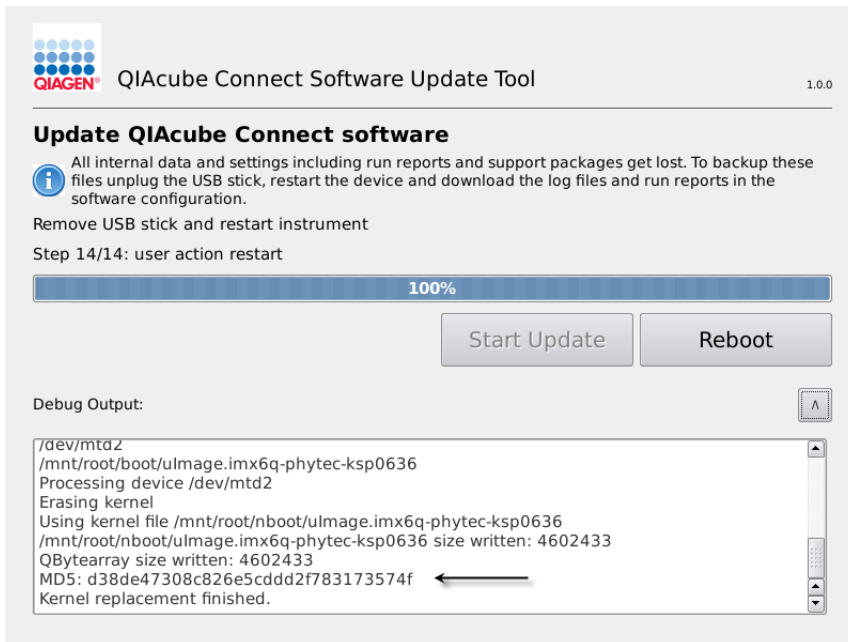 QIAGEN®
QIAcube Connect Software Update Tool
1.0.0
Update QIAcube Connect software
All internal data and settings including run reports and support packages get lost. To backup these
files unplug the USB stick, restart the device and download the log files and run reports in the
software configuration.
Remove USB stick and restart instrument
Step 14/14: user action restart
100%
Start Update
Reboot
Debug Output:
/dev/mtd2
/mnt/root/boot/uImage.imx6q-phytec-ksp0636
Processing device /dev/mtd2
Erasing kernel
Using kernel file /mnt/root/nboot/uImage.imx6q-phytec-ksp0636
/mnt/root/nboot/uImage.imx6q-phytec-ksp0636 size written: 4602433
QBytearray size written: 4602433
MD5: d38de47308c826e5cddd2f783173574f
Kernel replacement finished.